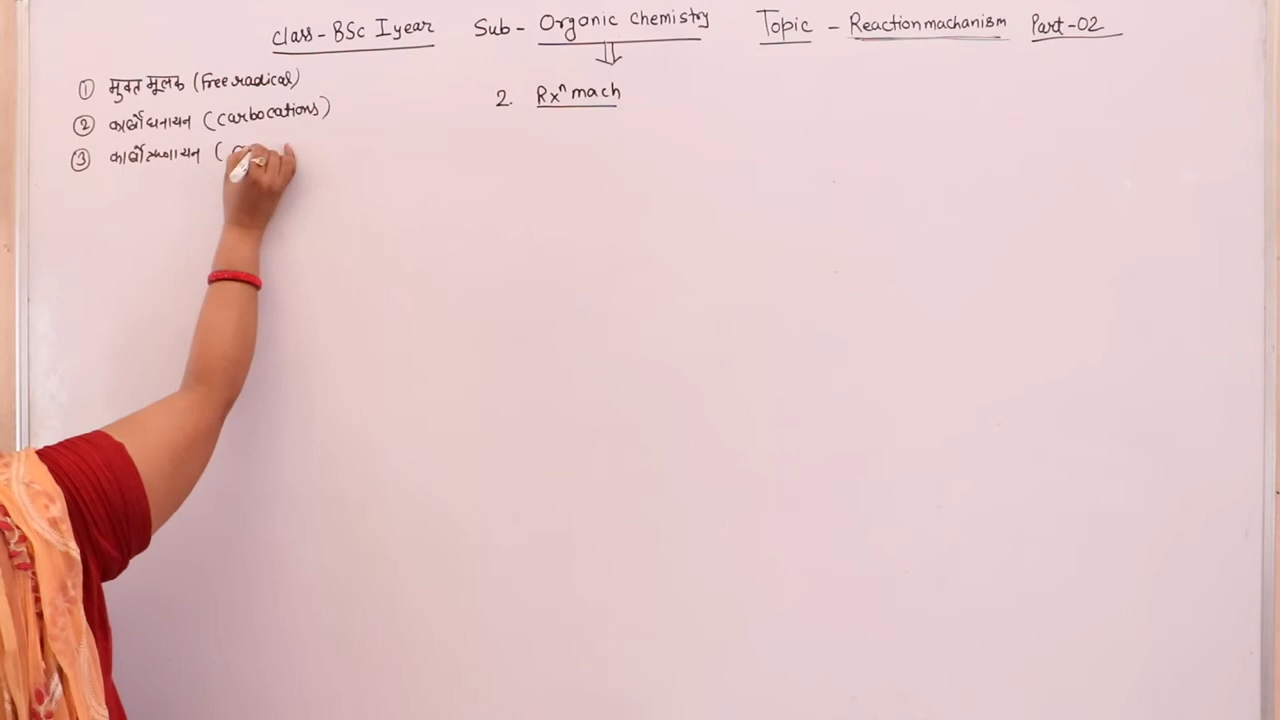 Class - BSc I year Sub - Organic chemistry Topic - Reaction machanism Part-02
① मुक्त मूलक (Free radical)
2. Rxⁿ mach
② कार्बोधनायन (Carbocations)
③ कार्बोऋणायन (